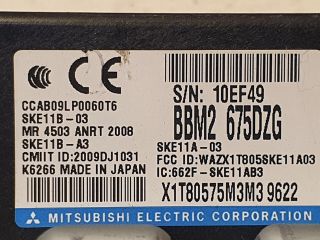 CCC
CCAB09LP0060T6
SKE11B-03
MR 4503 ANRT 2008
SKE11B-A3
CMIIT ID:2009DJ1031
K6266 MADE IN JAPAN
S/N: 10EF49
BBM2 675DZG
SKE11A-03
FCC ID:WAZX1T805SKE11A03
IC:662F-SKE11AB3
X1T80575M3M3 9622
MITSUBISHI ELECTRIC CORPORATION